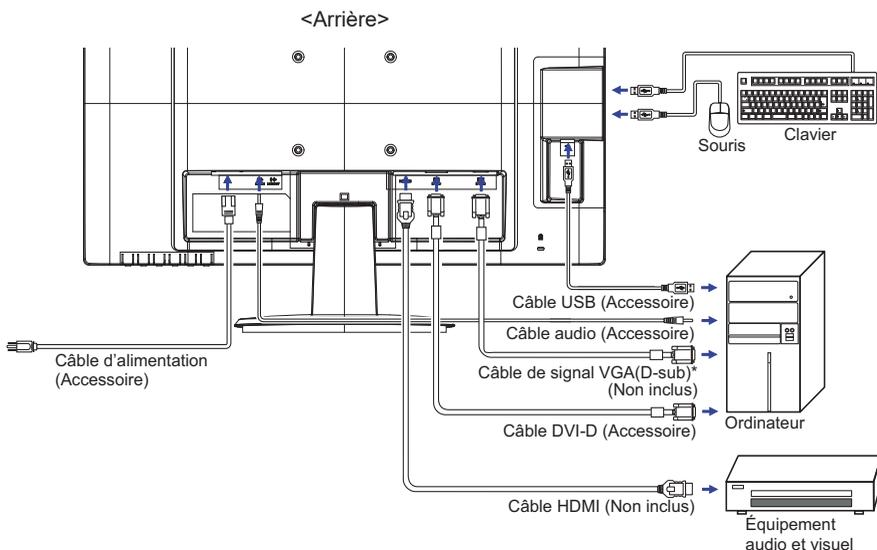 <Arrière>
Souris
Clavier
Câble USB (Accessoire)
Câble audio (Accessoire)
Câble d'alimentation
(Accessoire)
Câble de signal VGA(D-sub)*
(Non inclus)
Câble DVI-D (Accessoire)
Ordinateur
Câble HDMI (Non inclus)
Équipement
audio et visuel